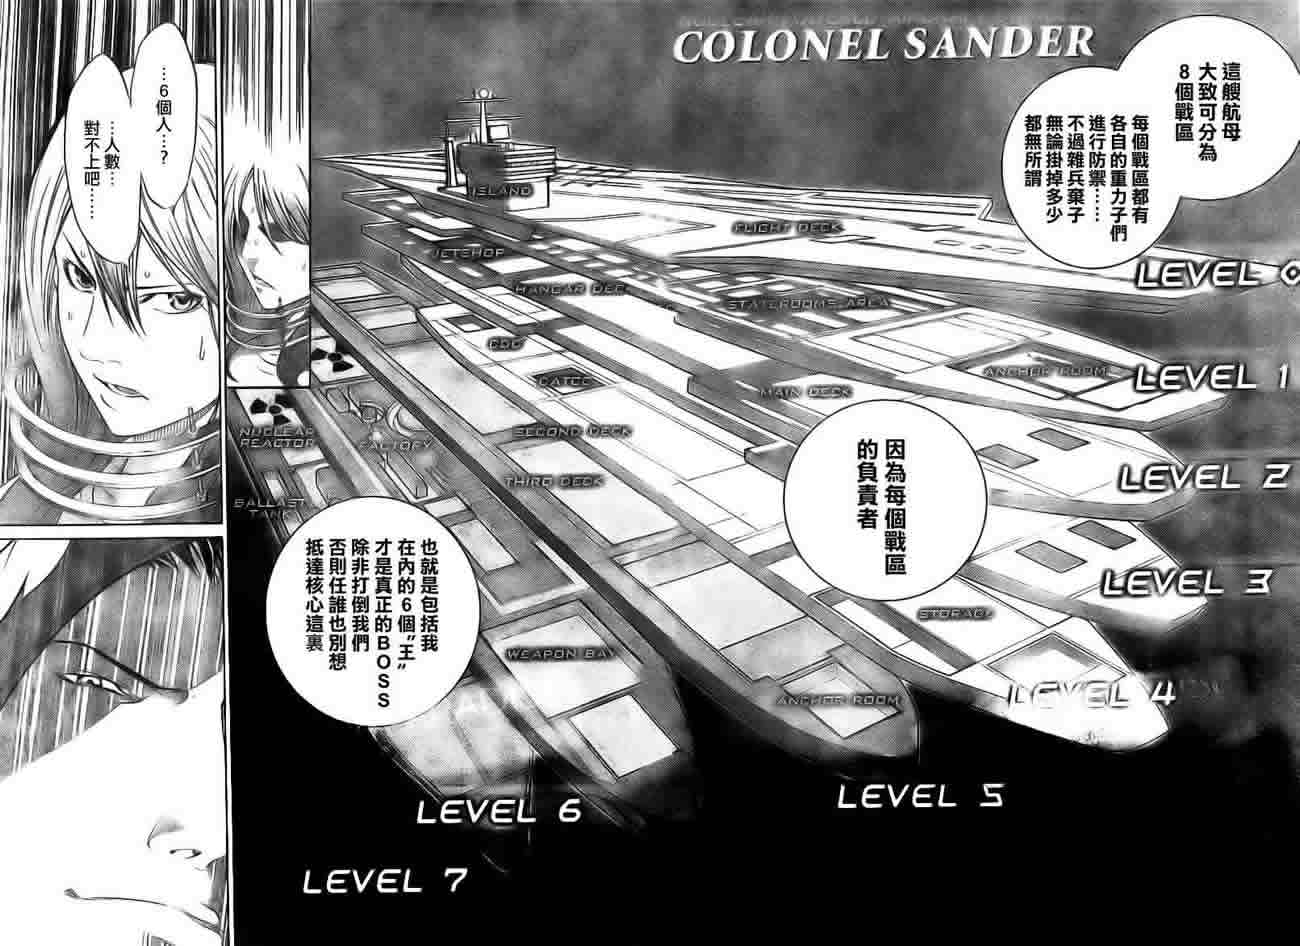 COLONEL SANDER
這艘航母
大致可分為
8個戰區
每個戰區都有
各自的重力子們
進行防禦……
不過雜兵棄子
無論掛掉多少
都無所謂
ISLAND
FLIGHT DECK
LEVEL 0
JETSHOP
HANGAR DECK
STATEROOMS AREA
ANCHOR ROOM
LEVEL 1
CDC
CATCC
MAIN DECK
LEVEL 2
SECOND DECK
因為每個戰區
的負責者
THIRD DECK
LEVEL 3
STORAGE
LEVEL 4
NUCLEAR
REACTOR
FACTORY
BALLAST
TANK
也就是包括我
在內的6個"王"
才是真正的BOSS
除非打倒我們
否則任誰也別想
抵達核心這裏
WEAPON BAY
ANCHOR ROOM
LEVEL 5
LEVEL 6
LEVEL 7
…6個人…?
…人數…
對不上吧……